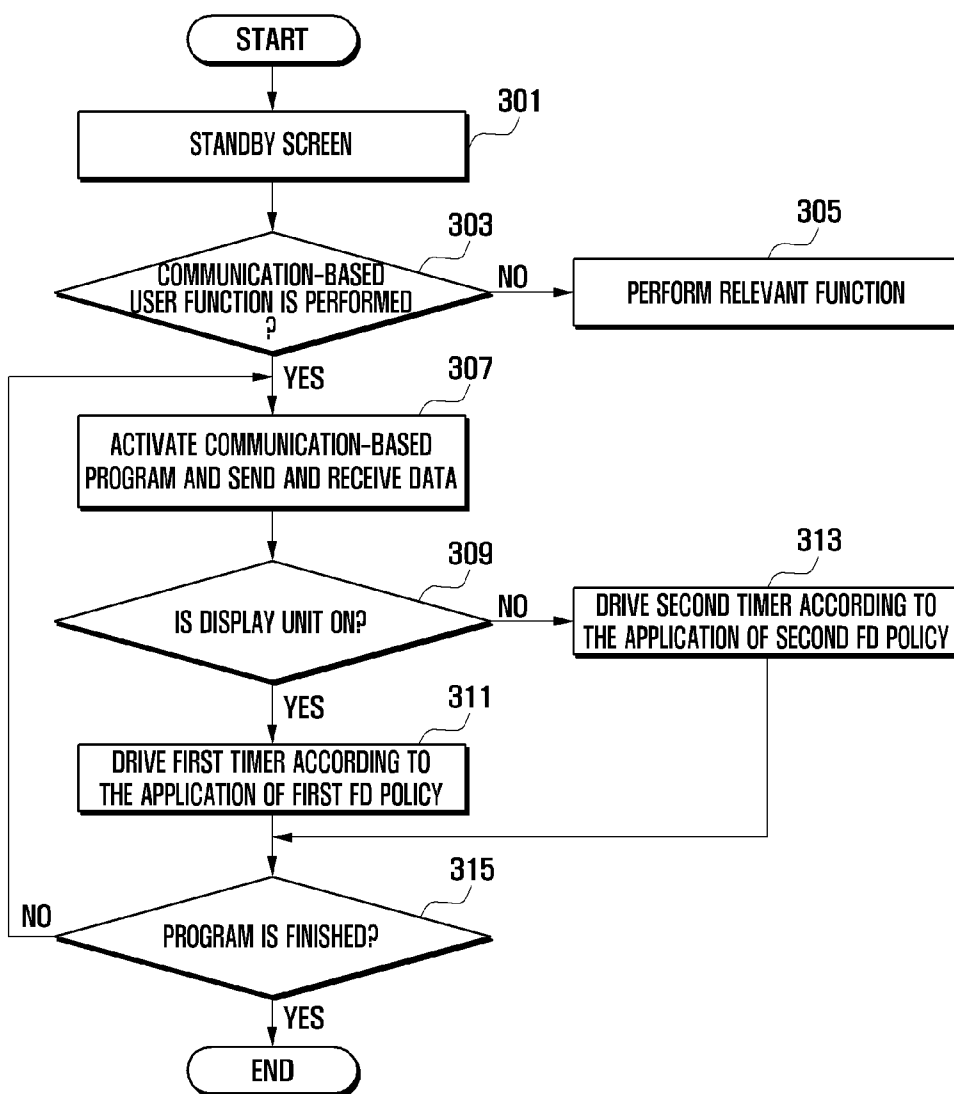 START
301
STANDBY SCREEN
303
305
COMMUNICATION-BASED
USER FUNCTION IS PERFORMED
?
NO
PERFORM RELEVANT FUNCTION
YES
307
ACTIVATE COMMUNICATION-BASED
PROGRAM AND SEND AND RECEIVE DATA
309
313
IS DISPLAY UNIT ON?
NO
DRIVE SECOND TIMER ACCORDING TO
THE APPLICATION OF SECOND FD POLICY
YES
311
DRIVE FIRST TIMER ACCORDING TO
THE APPLICATION OF FIRST FD POLICY
315
NO
PROGRAM IS FINISHED?
YES
END